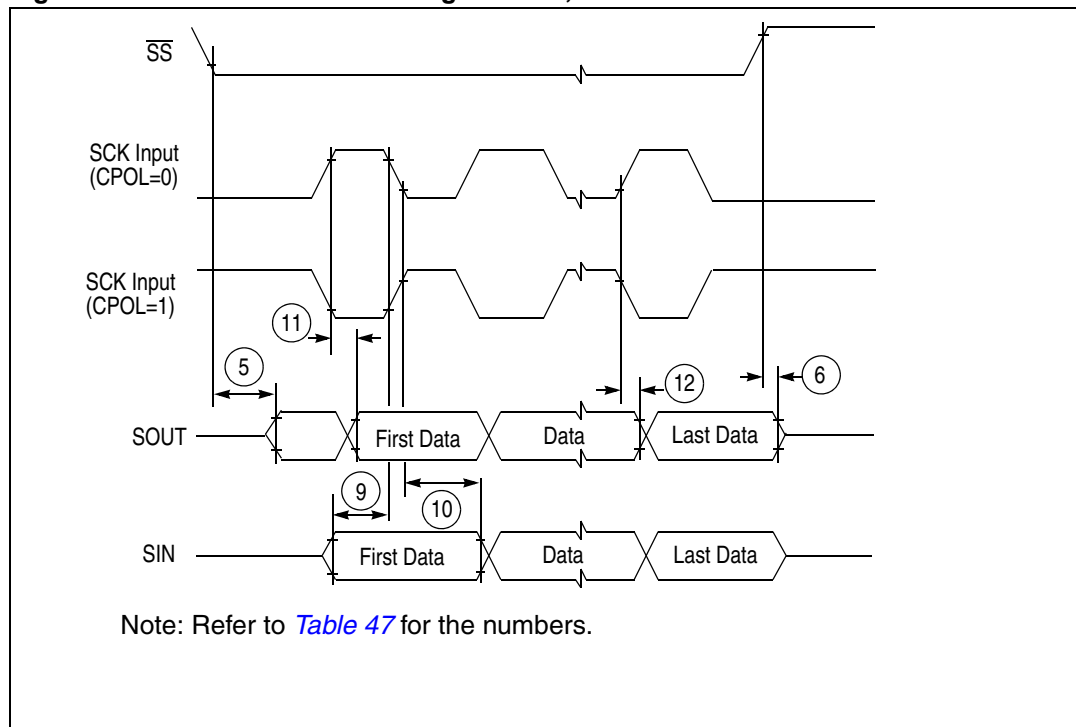 SS
SCK Input
(CPOL=0)
SCK Input
(CPOL=1)
11
5
12
6
SOUT
First Data
Data
Last Data
9
10
SIN
First Data
Data
Last Data
Note: Refer to Table 47 for the numbers.